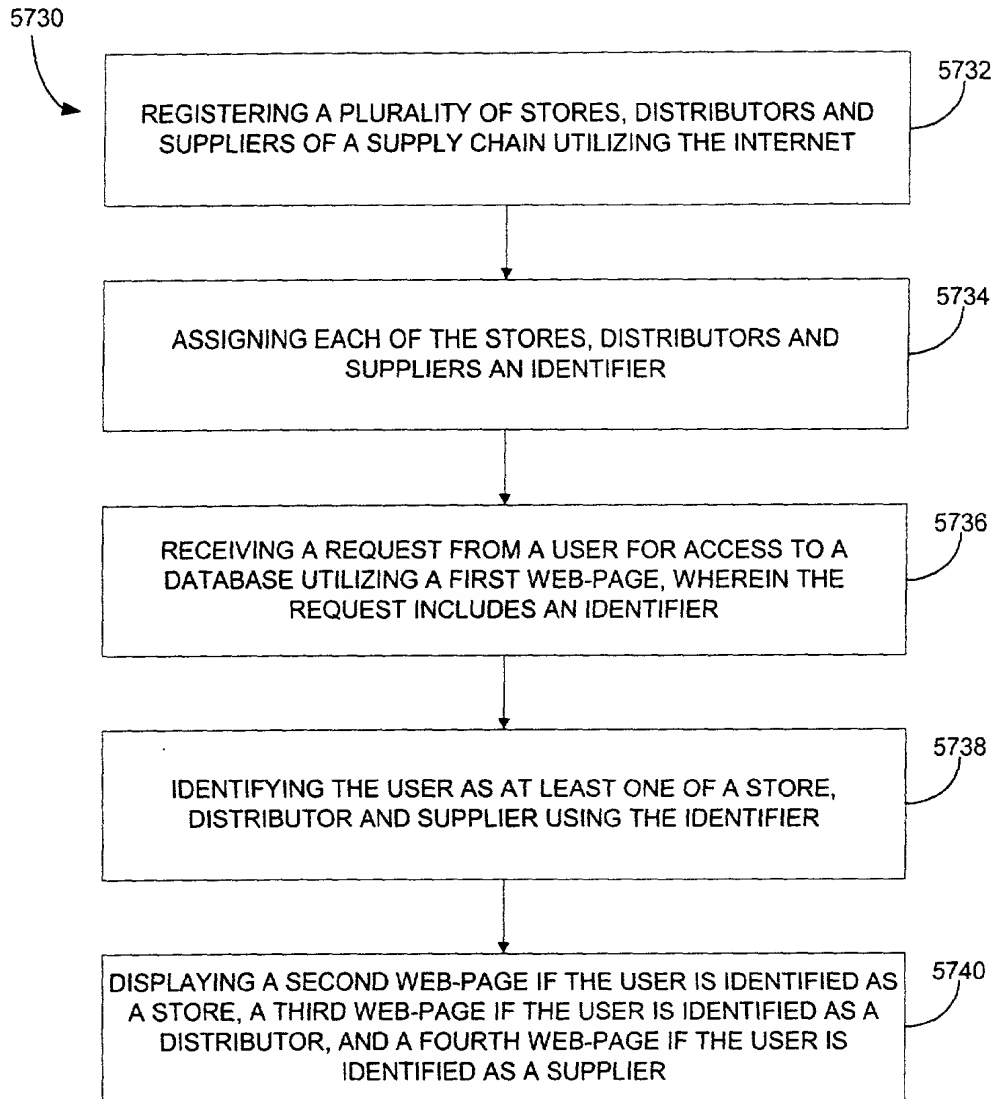 5730
5732
REGISTERING A PLURALITY OF STORES, DISTRIBUTORS AND
SUPPLIERS OF A SUPPLY CHAIN UTILIZING THE INTERNET
5734
ASSIGNING EACH OF THE STORES, DISTRIBUTORS AND
SUPPLIERS AN IDENTIFIER
5736
RECEIVING A REQUEST FROM A USER FOR ACCESS TO A
DATABASE UTILIZING A FIRST WEB-PAGE, WHEREIN THE
REQUEST INCLUDES AN IDENTIFIER
5738
IDENTIFYING THE USER AS AT LEAST ONE OF A STORE,
DISTRIBUTOR AND SUPPLIER USING THE IDENTIFIER
5740
DISPLAYING A SECOND WEB-PAGE IF THE USER IS IDENTIFIED AS
A STORE, A THIRD WEB-PAGE IF THE USER IS IDENTIFIED AS A
DISTRIBUTOR, AND A FOURTH WEB-PAGE IF THE USER IS
IDENTIFIED AS A SUPPLIER